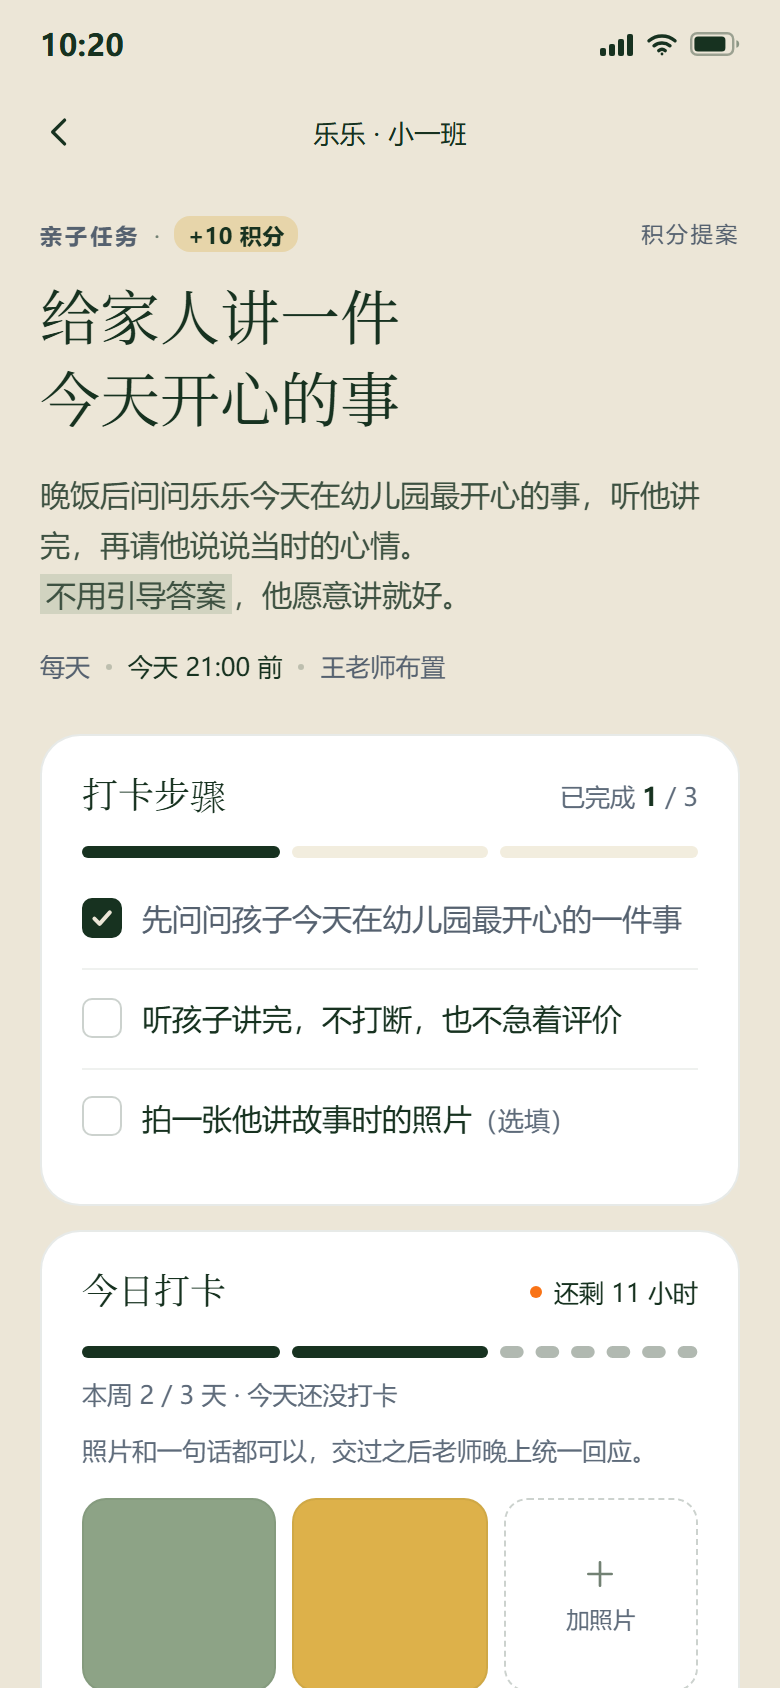 10:20
乐乐 · 小一班
亲子任务 · +10 积分
积分提案
给家人讲一件
今天开心的事
晚饭后问问乐乐今天在幼儿园最开心的事，听他讲
完，再请他说说当时的心情。
不用引导答案，他愿意讲就好。
每天 • 今天 21:00 前 • 王老师布置
打卡步骤
已完成 1 / 3
先问问孩子今天在幼儿园最开心的一件事
听孩子讲完，不打断，也不急着评价
拍一张他讲故事时的照片（选填）
今日打卡
还剩 11 小时
本周 2 / 3 天 · 今天还没打卡
照片和一句话都可以，交过之后老师晚上统一回应。
加照片